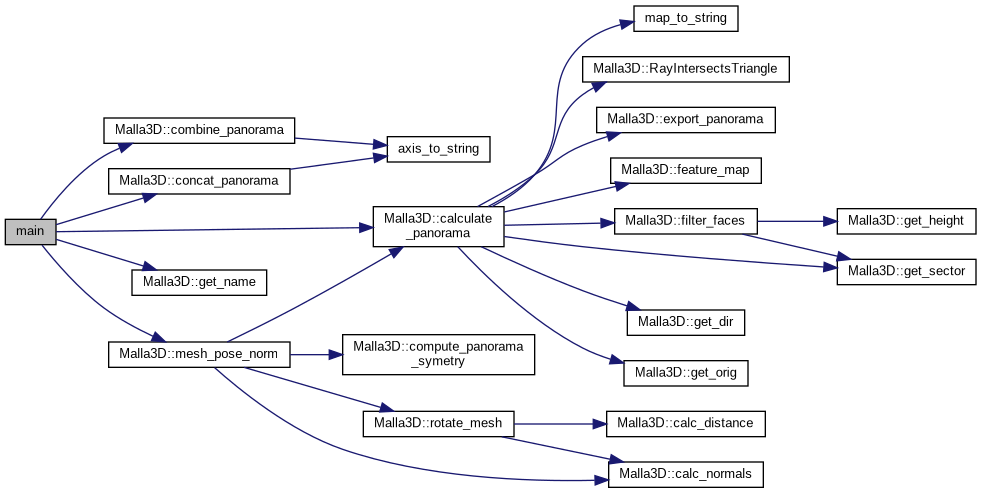 map_to_string
Malla3D::RayIntersectsTriangle
Malla3D::export_panorama
Malla3D::combine_panorama
axis_to_string
Malla3D::feature_map
Malla3D::concat_panorama
Malla3D::calculate
_panorama
Malla3D::filter_faces
Malla3D::get_height
main
Malla3D::get_sector
Malla3D::get_name
Malla3D::get_dir
Malla3D::mesh_pose_norm
Malla3D::compute_panorama
_symetry
Malla3D::get_orig
Malla3D::rotate_mesh
Malla3D::calc_distance
Malla3D::calc_normals